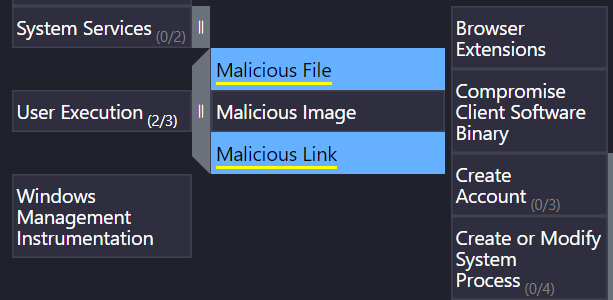 System Services (0/2)
Malicious File
User Execution (2/3)
Malicious Image
Malicious Link
Windows
Management
Instrumentation
Browser
Extensions
Compromise
Client Software
Binary
Create
Account (0/3)
Create or Modify
System
Process (0/4)